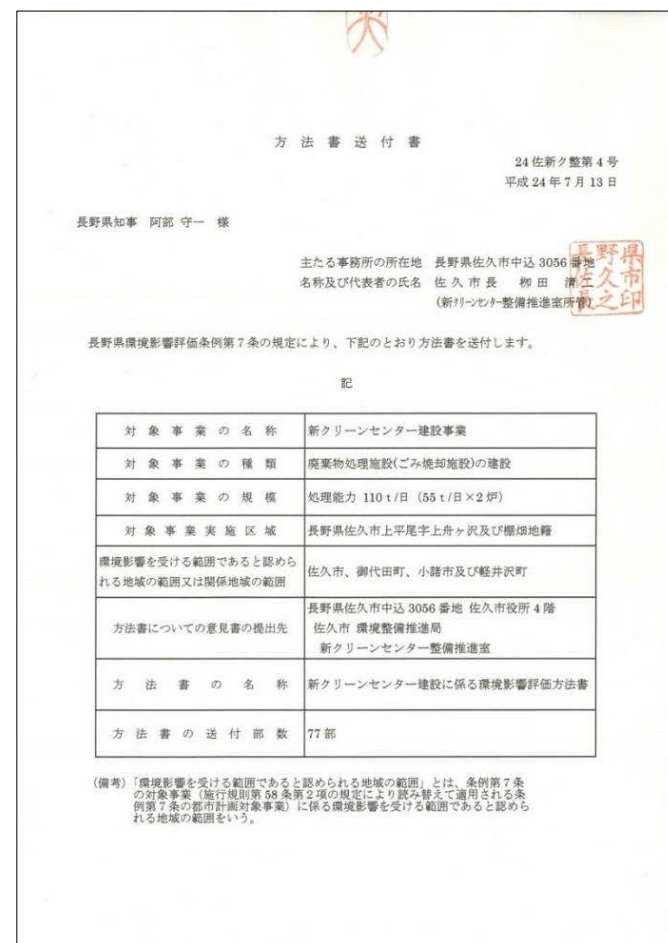 方法書送付書
24佐新ク整第4号
平成24年7月13日
長野県知事 阿部 守一 様
主たる事務所の所在地 長野県佐久市中込3056番地
名称及び代表者の氏名 佐久市長 栁田 清二
(新クリーンセンター整備推進室所管)
長野県佐久市長之印
長野県環境影響評価条例第7条の規定により、下記のとおり方法書を送付します。
記
対象事業の名称 新クリーンセンター建設事業
対象事業の種類 廃棄物処理施設(ごみ焼却施設)の建設
対象事業の規模 処理能力 110t/日 (55t/日×2炉)
対象事業実施区域 長野県佐久市上平尾字上舟ヶ沢及び棚畑地籍
環境影響を受ける範囲であると認めら
れる地域の範囲又は関係地域の範囲
佐久市、御代田町、小諸市及び軽井沢町
方法書についての意見書の提出先
長野県佐久市中込3056番地 佐久市役所4階
佐久市 環境整備推進局
新クリーンセンター整備推進室
方法書の名称 新クリーンセンター建設に係る環境影響評価方法書
方法書の送付部数 77部
(備考)「環境影響を受ける範囲であると認められる地域の範囲」とは、条例第7条
の対象事業(施行規則第58条第2項の規定により読み替えて適用される条
例第7条の都市計画対象事業)に係る環境影響を受ける範囲であると認めら
れる地域の範囲をいう。